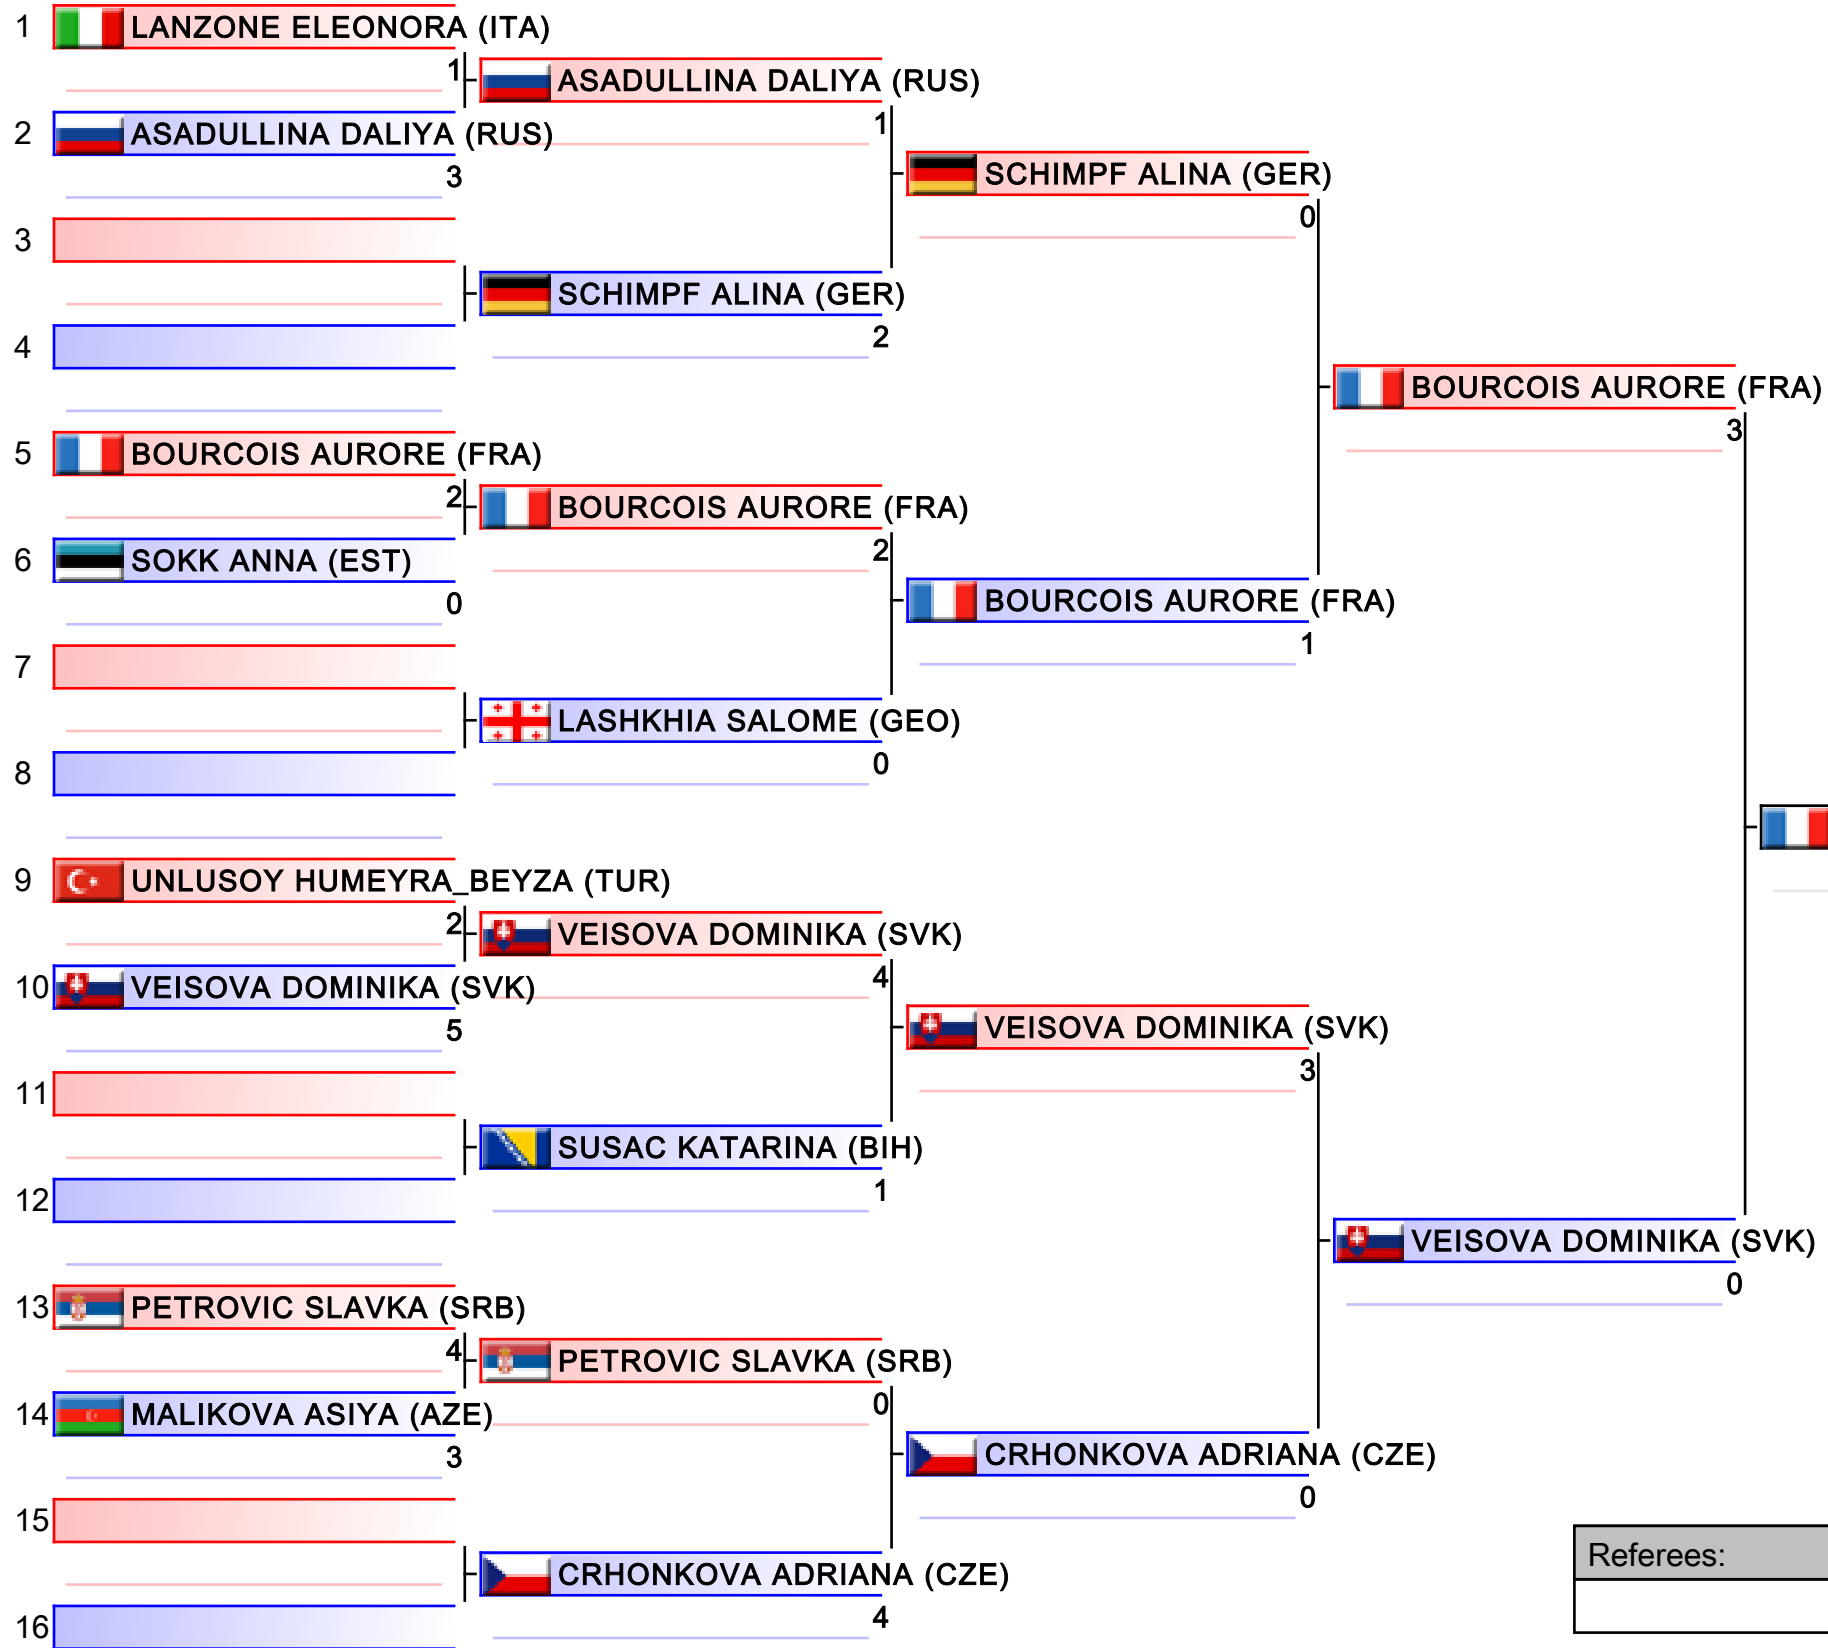 1 LANZONE ELEONORA (ITA)
1 ASADULLINA DALIYA (RUS)
2 ASADULLINA DALIYA (RUS)
1
3
SCHIMPF ALINA (GER)
0
3
SCHIMPF ALINA (GER)
2
4
BOURCOIS AURORE (FRA)
3
5 BOURCOIS AURORE (FRA)
2 BOURCOIS AURORE (FRA)
2
6 SOKK ANNA (EST)
0
BOURCOIS AURORE (FRA)
1
7
LASHKHIA SALOME (GEO)
0
8
9 UNLUSOY HUMEYRA_BEYZA (TUR)
2 VEISOVA DOMINIKA (SVK)
4
10 VEISOVA DOMINIKA (SVK)
5
VEISOVA DOMINIKA (SVK)
3
11
SUSAC KATARINA (BIH)
1
12
VEISOVA DOMINIKA (SVK)
0
13 PETROVIC SLAVKA (SRB)
4 PETROVIC SLAVKA (SRB)
0
14 MALIKOVA ASIYA (AZE)
3
CRHONKOVA ADRIANA (CZE)
0
15
CRHONKOVA ADRIANA (CZE)
4
16
Referees: